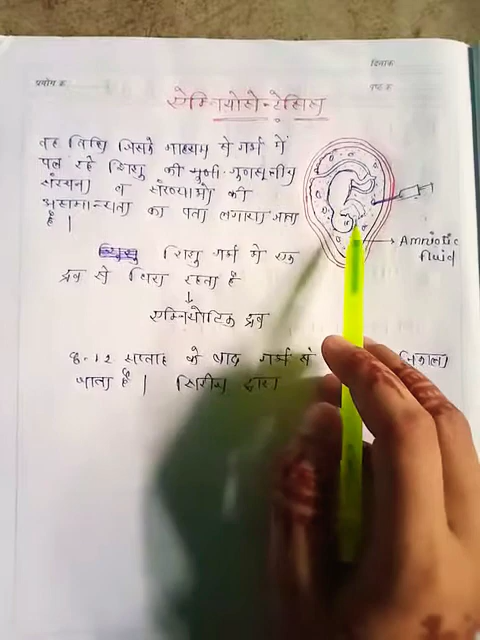 दिनांक
प्रयोग क्र.
पृष्ठ क्र.
एम्नियोसे-न्टेसिस
वह विधि जिसके माध्यम से गर्भ में
पल रहे शिशु की गुणसूत्रीय
संरचना व संख्याओं की
असामान्यता का पता लगाया जाता
है।
शिशु गर्भ में एक
द्रव से घिरा रहता है
↓
एम्नियोटिक द्रव
→ Amniotic
fluid
8-12 सप्ताह के बाद गर्भ से निकाला
जाता है। सिरींज द्वारा